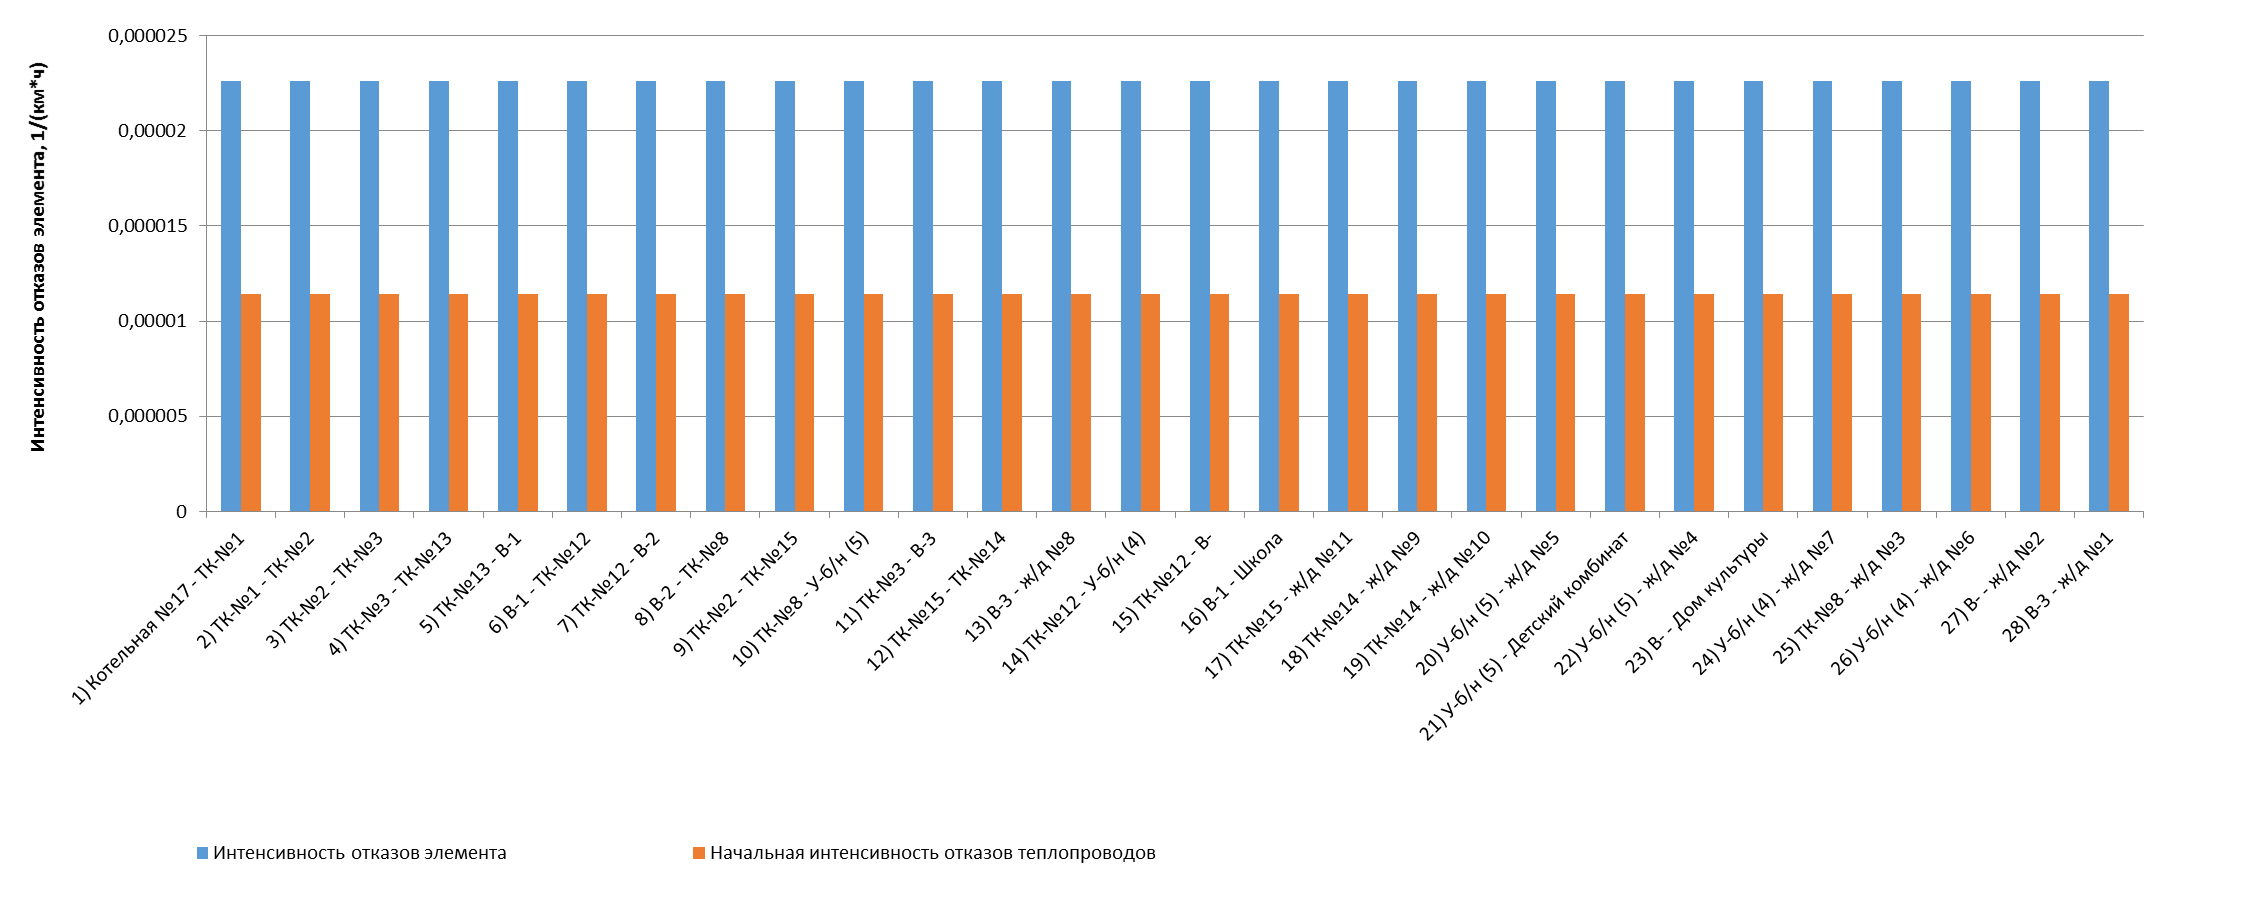 Интенсивность отказов элемента, 1/(км*ч)
0,000025
0,00002
0,000015
0,00001
0,000005
0
1) Котельная №17 - ТК-№1
2) ТК-№1 - ТК-№2
3) ТК-№2 - ТК-№3
4) ТК-№3 - ТК-№13
5) ТК-№13 - В-1
6) В-1 - ТК-№12
7) ТК-№12 - В-2
8) В-2 - ТК-№8
9) ТК-№2 - ТК-№15
10) ТК-№8 - У-б/н (5)
11) ТК-№3 - В-3
12) ТК-№15 - ТК-№14
13) В-3 - ж/д №8
14) ТК-№12 - У-б/н (4)
15) ТК-№12 - В-
16) В-1 - Школа
17) ТК-№15 - ж/д №11
18) ТК-№14 - ж/д №9
19) ТК-№14 - ж/д №10
20) У-б/н (5) - ж/д №5
21) У-б/н (5) - Детский комбинат
22) У-б/н (5) - ж/д №4
23) В- - Дом культуры
24) У-б/н (4) - ж/д №7
25) ТК-№8 - ж/д №3
26) У-б/н (4) - ж/д №6
27) В- - ж/д №2
28) В-3 - ж/д №1
Интенсивность отказов элемента
Начальная интенсивность отказов теплопроводов